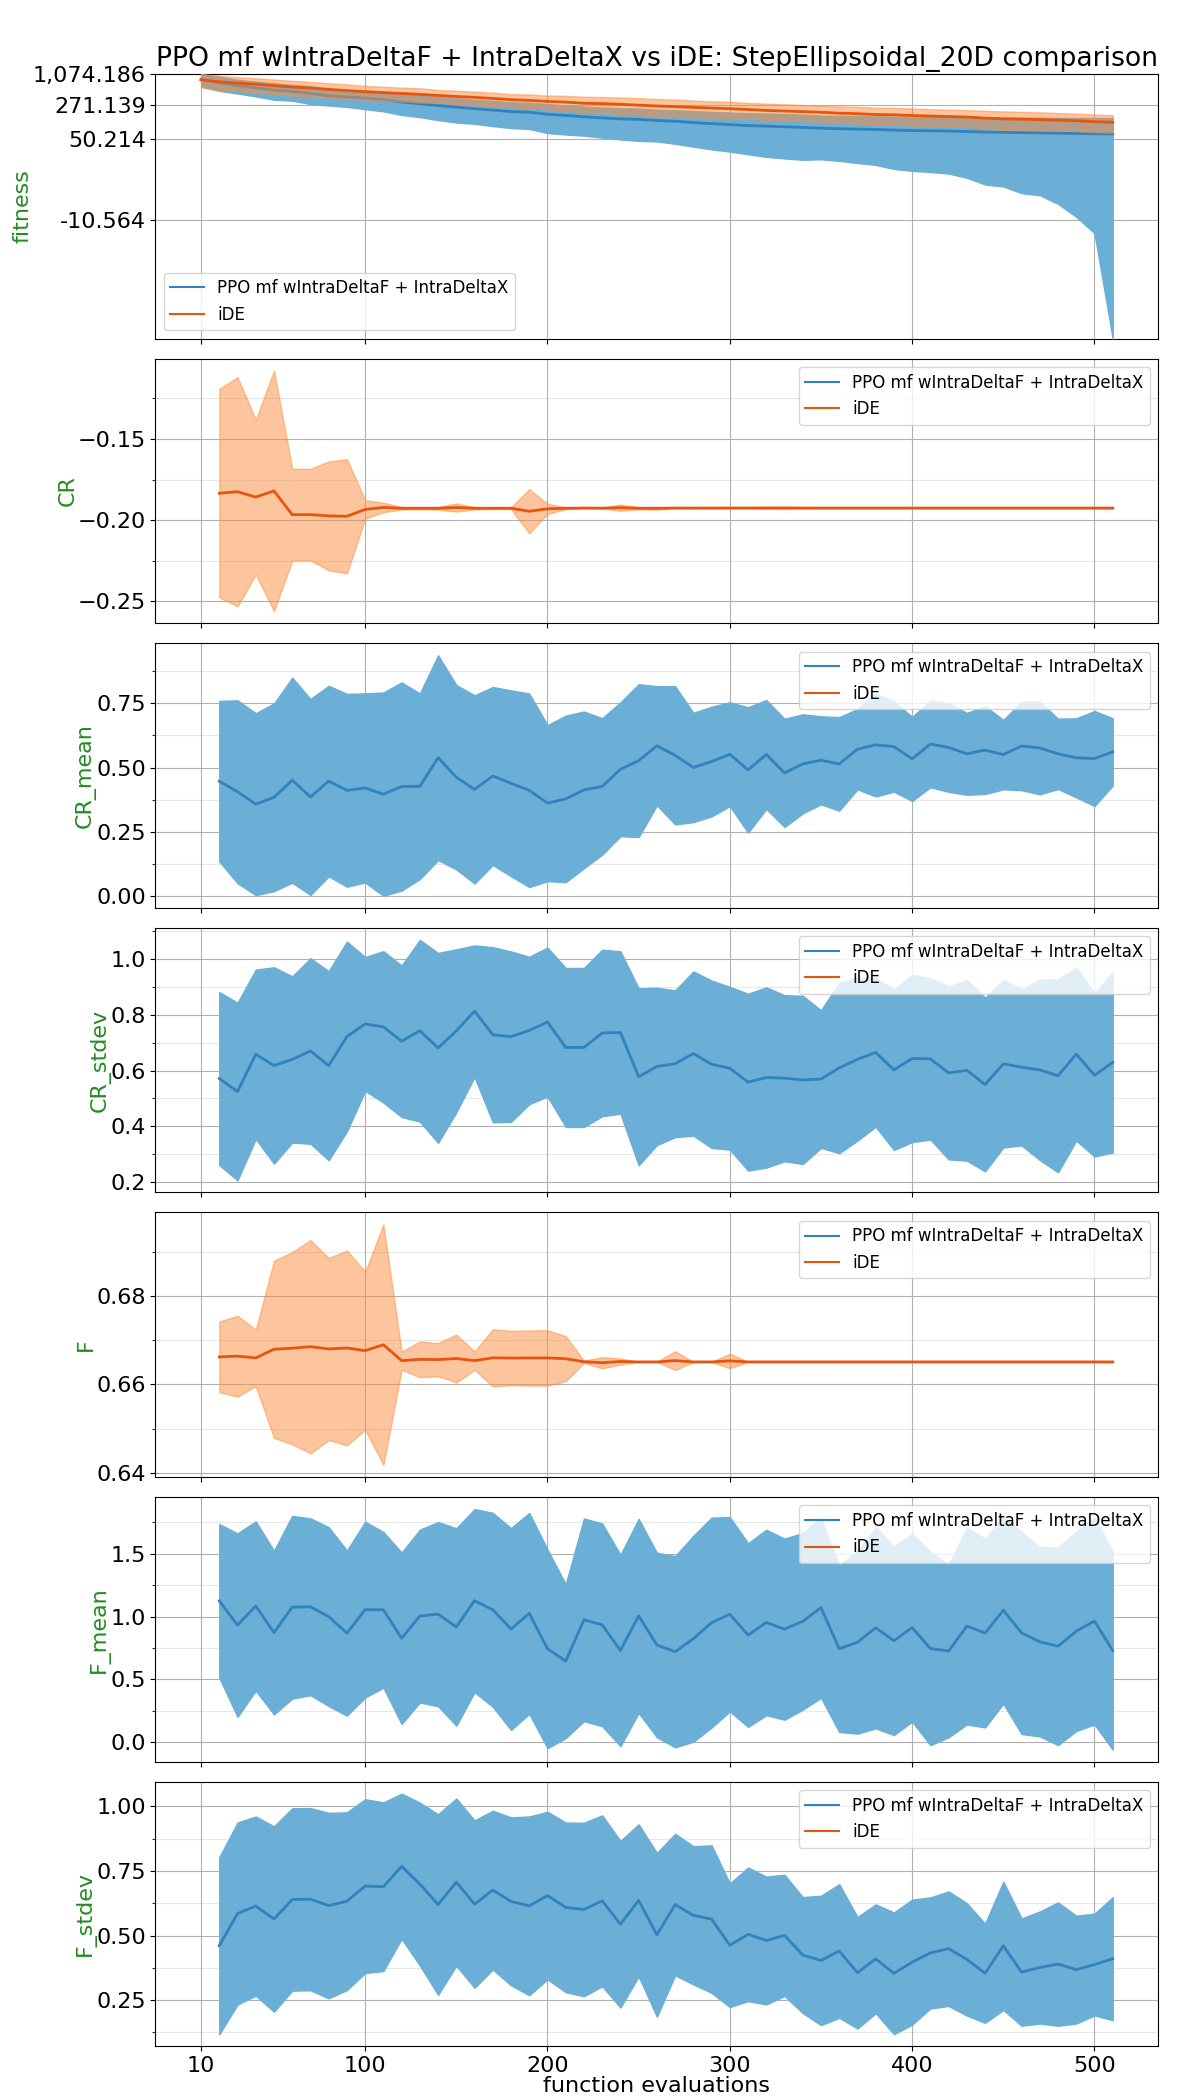 PPO mf wIntraDeltaF + IntraDeltaX vs iDE: StepEllipsoidal_20D comparison
1,074.186
271.139
50.214
-10.564
fitness
PPO mf wIntraDeltaF + IntraDeltaX
iDE
−0.15
−0.20
−0.25
CR
PPO mf wIntraDeltaF + IntraDeltaX
iDE
0.75
0.50
0.25
0.00
CR_mean
PPO mf wIntraDeltaF + IntraDeltaX
iDE
1.0
0.8
0.6
0.4
0.2
CR_stdev
PPO mf wIntraDeltaF + IntraDeltaX
iDE
0.68
0.66
0.64
F
PPO mf wIntraDeltaF + IntraDeltaX
iDE
1.5
1.0
0.5
0.0
F_mean
PPO mf wIntraDeltaF + IntraDeltaX
iDE
1.00
0.75
0.50
0.25
F_stdev
PPO mf wIntraDeltaF + IntraDeltaX
iDE
10 100 200 300 400 500
function evaluations